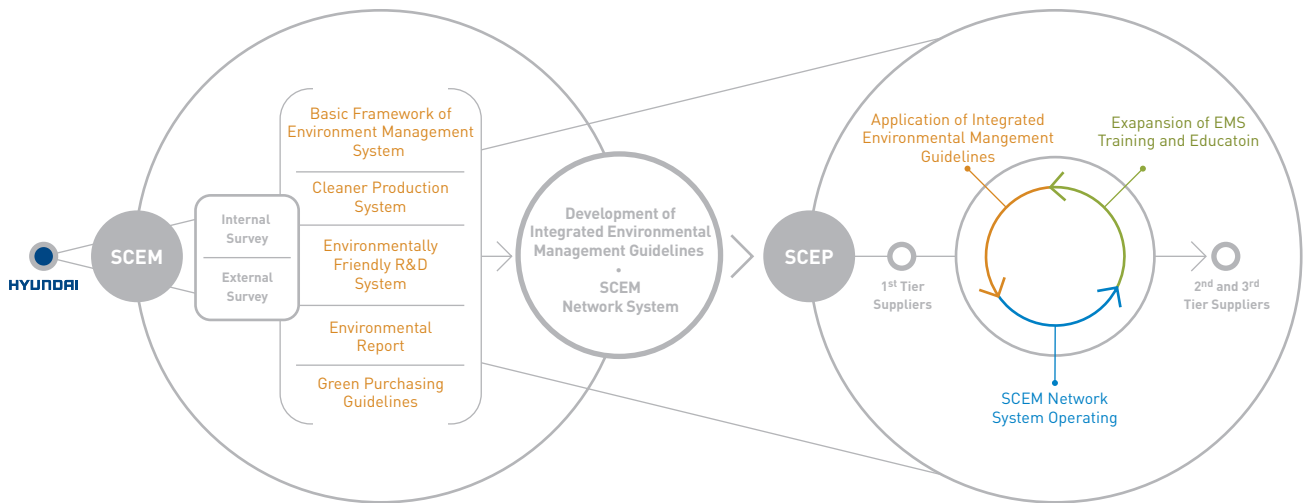 HYUNDAI
SCEM
Internal
Survey
External
Survey
Basic Framework of
Environment Management
System
Cleaner Production
System
Environmentally
Friendly R&D
System
Environmental
Report
Green Purchasing
Guidelines
Development of
Integrated Environmental
Management Guidelines
•
SCEM
Network System
SCEP
1st Tier
Suppliers
Application of Integrated
Environmental Mangement
Guidelines
Exapansion of EMS
Training and Educatoin
SCEM Network
System Operating
2nd and 3rd
Tier Suppliers